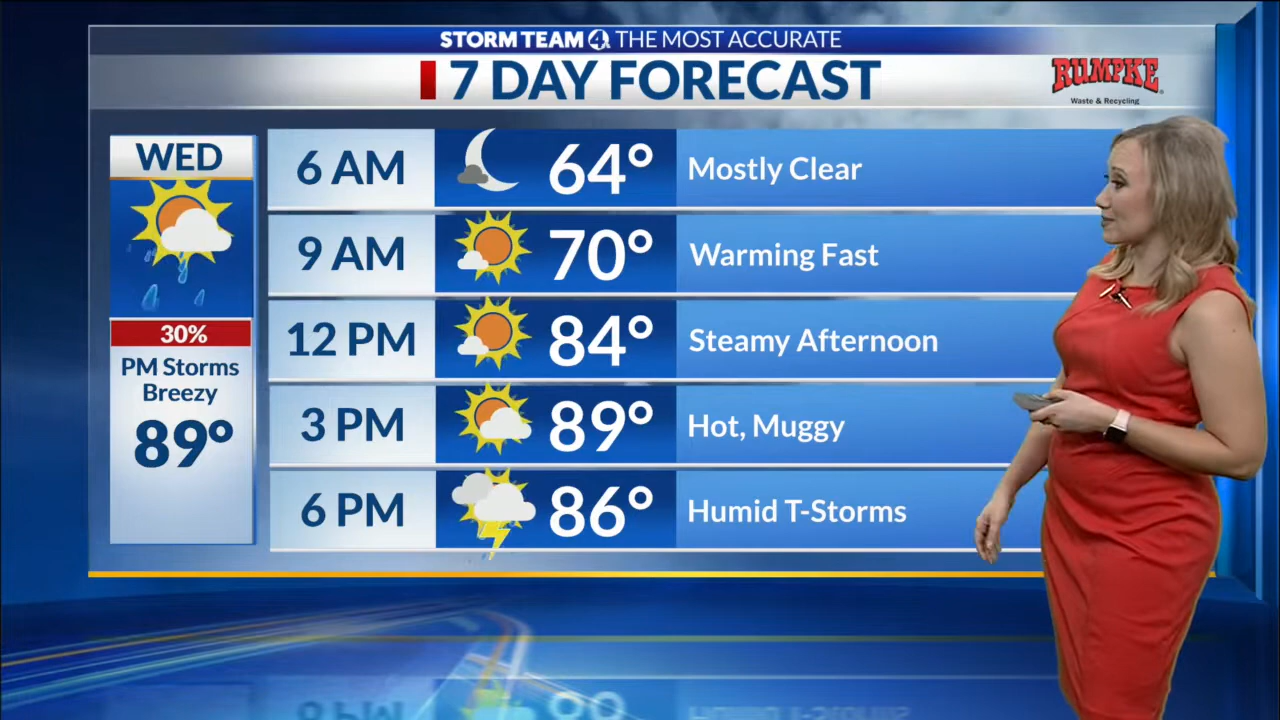 STORM TEAM 4 THE MOST ACCURATE
7 DAY FORECAST
RUMPKE
Waste & Recycling
WED
30%
PM Storms
Breezy
89°
6 AM 64° Mostly Clear
9 AM 70° Warming Fast
12 PM 84° Steamy Afternoon
3 PM 89° Hot, Muggy
6 PM 86° Humid T-Storms